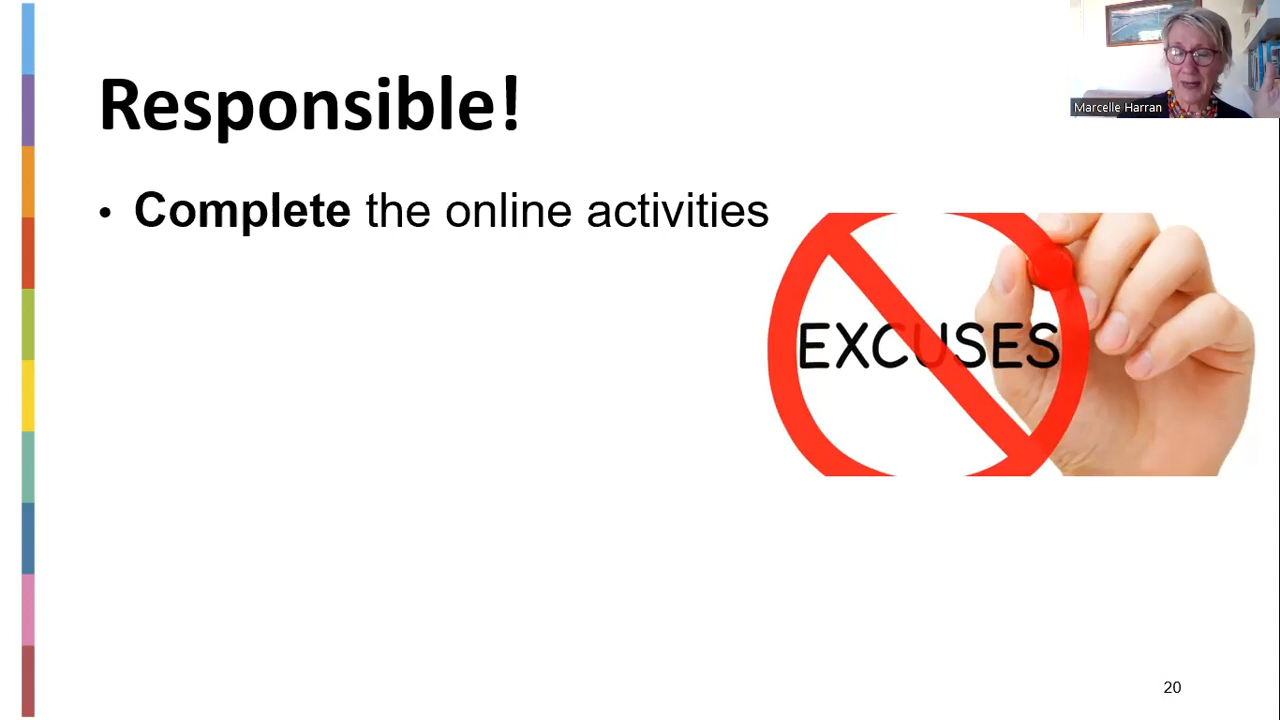 Responsible!
Marcelle Harran
• Complete the online activities
EXCUSES
20